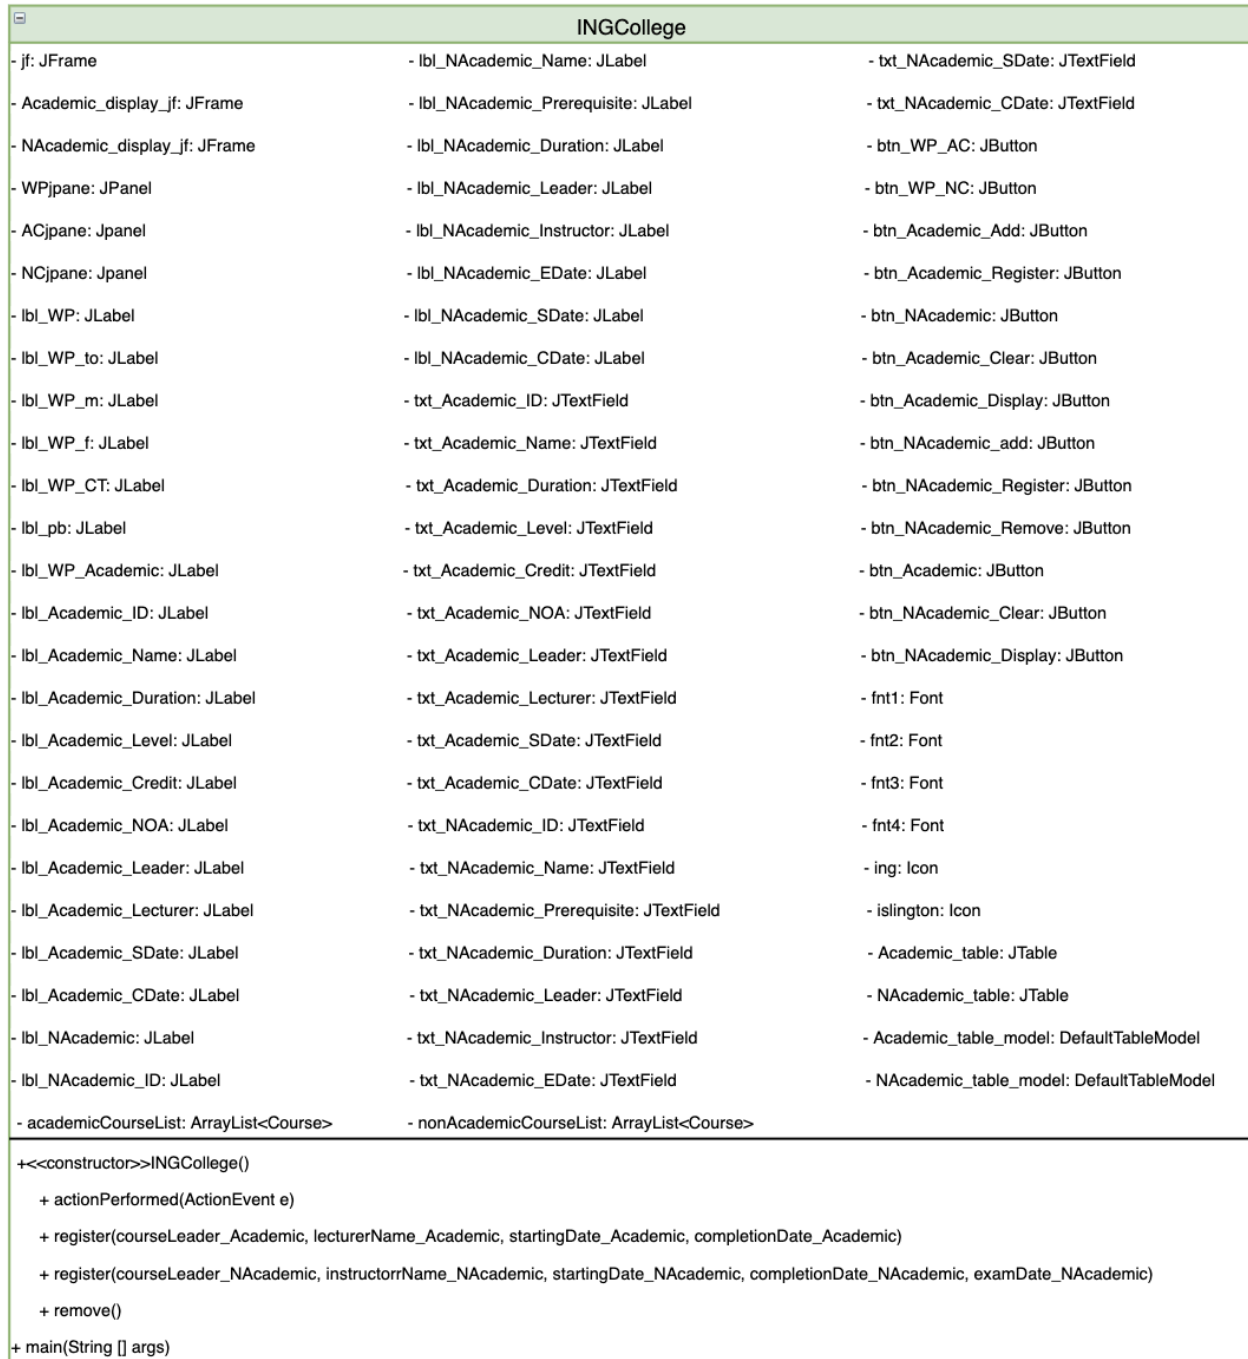 INGCollege
- jf: JFrame - lbl_NAcademic_Name: JLabel - txt_NAcademic_SDate: JTextField
- Academic_display_jf: JFrame - lbl_NAcademic_Prerequisite: JLabel - txt_NAcademic_CDate: JTextField
- NAcademic_display_jf: JFrame - lbl_NAcademic_Duration: JLabel - btn_WP_AC: JButton
- WPjpane: JPanel - lbl_NAcademic_Leader: JLabel - btn_WP_NC: JButton
- ACjpane: Jpanel - lbl_NAcademic_Instructor: JLabel - btn_Academic_Add: JButton
- NCjpane: Jpanel - lbl_NAcademic_EDate: JLabel - btn_Academic_Register: JButton
- lbl_WP: JLabel - lbl_NAcademic_SDate: JLabel - btn_NAcademic: JButton
- lbl_WP_to: JLabel - lbl_NAcademic_CDate: JLabel - btn_Academic_Clear: JButton
- lbl_WP_m: JLabel - txt_Academic_ID: JTextField - btn_Academic_Display: JButton
- lbl_WP_f: JLabel - txt_Academic_Name: JTextField - btn_NAcademic_add: JButton
- lbl_WP_CT: JLabel - txt_Academic_Duration: JTextField - btn_NAcademic_Register: JButton
- lbl_pb: JLabel - txt_Academic_Level: JTextField - btn_NAcademic_Remove: JButton
- lbl_WP_Academic: JLabel - txt_Academic_Credit: JTextField - btn_Academic: JButton
- lbl_Academic_ID: JLabel - txt_Academic_NOA: JTextField - btn_NAcademic_Clear: JButton
- lbl_Academic_Name: JLabel - txt_Academic_Leader: JTextField - btn_NAcademic_Display: JButton
- lbl_Academic_Duration: JLabel - txt_Academic_Lecturer: JTextField - fnt1: Font
- lbl_Academic_Level: JLabel - txt_Academic_SDate: JTextField - fnt2: Font
- lbl_Academic_Credit: JLabel - txt_Academic_CDate: JTextField - fnt3: Font
- lbl_Academic_NOA: JLabel - txt_NAcademic_ID: JTextField - fnt4: Font
- lbl_Academic_Leader: JLabel - txt_NAcademic_Name: JTextField - ing: Icon
- lbl_Academic_Lecturer: JLabel - txt_NAcademic_Prerequisite: JTextField - islington: Icon
- lbl_Academic_SDate: JLabel - txt_NAcademic_Duration: JTextField - Academic_table: JTable
- lbl_Academic_CDate: JLabel - txt_NAcademic_Leader: JTextField - NAcademic_table: JTable
- lbl_NAcademic: JLabel - txt_NAcademic_Instructor: JTextField - Academic_table_model: DefaultTableModel
- lbl_NAcademic_ID: JLabel - txt_NAcademic_EDate: JTextField - NAcademic_table_model: DefaultTableModel
- academicCourseList: ArrayList<Course> - nonAcademicCourseList: ArrayList<Course>
+<<constructor>>INGCollege()
+ actionPerformed(ActionEvent e)
+ register(courseLeader_Academic, lecturerName_Academic, startingDate_Academic, completionDate_Academic)
+ register(courseLeader_NAcademic, instructorrName_NAcademic, startingDate_NAcademic, completionDate_NAcademic, examDate_NAcademic)
+ remove()
+ main(String [] args)